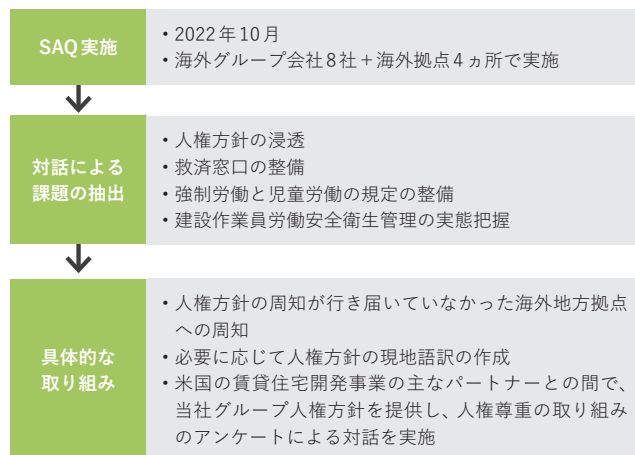 SAQ実施
・2022年10月
・海外グループ会社8社＋海外拠点4ヵ所で実施
対話による
課題の抽出
・人権方針の浸透
・救済窓口の整備
・強制労働と児童労働の規定の整備
・建設作業員労働安全衛生管理の実態把握
具体的な
取り組み
・人権方針の周知が行き届いていなかった海外地方拠点
への周知
・必要に応じて人権方針の現地語訳の作成
・米国の賃貸住宅開発事業の主なパートナーとの間で、
当社グループ人権方針を提供し、人権尊重の取り組み
のアンケートによる対話を実施